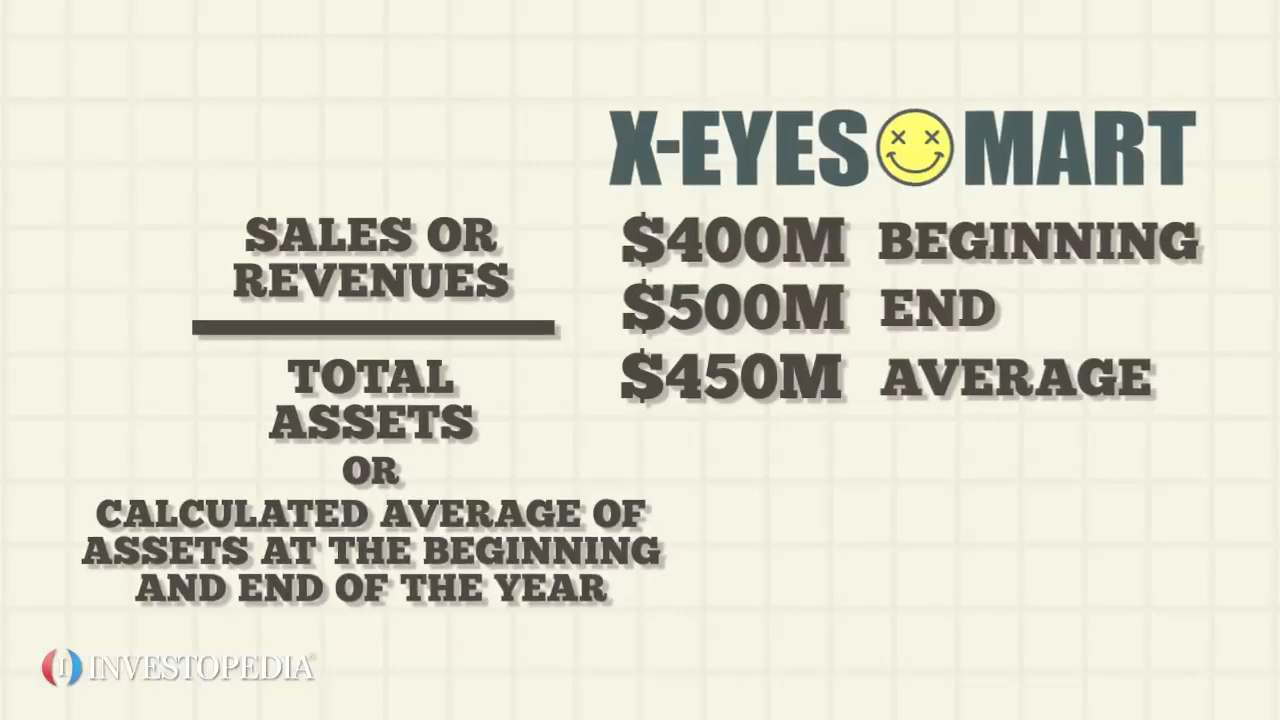 X-EYES MART
SALES OR
REVENUES
TOTAL
ASSETS
OR
CALCULATED AVERAGE OF
ASSETS AT THE BEGINNING
AND END OF THE YEAR
$400M BEGINNING
$500M END
$450M AVERAGE
INVESTOPEDIA